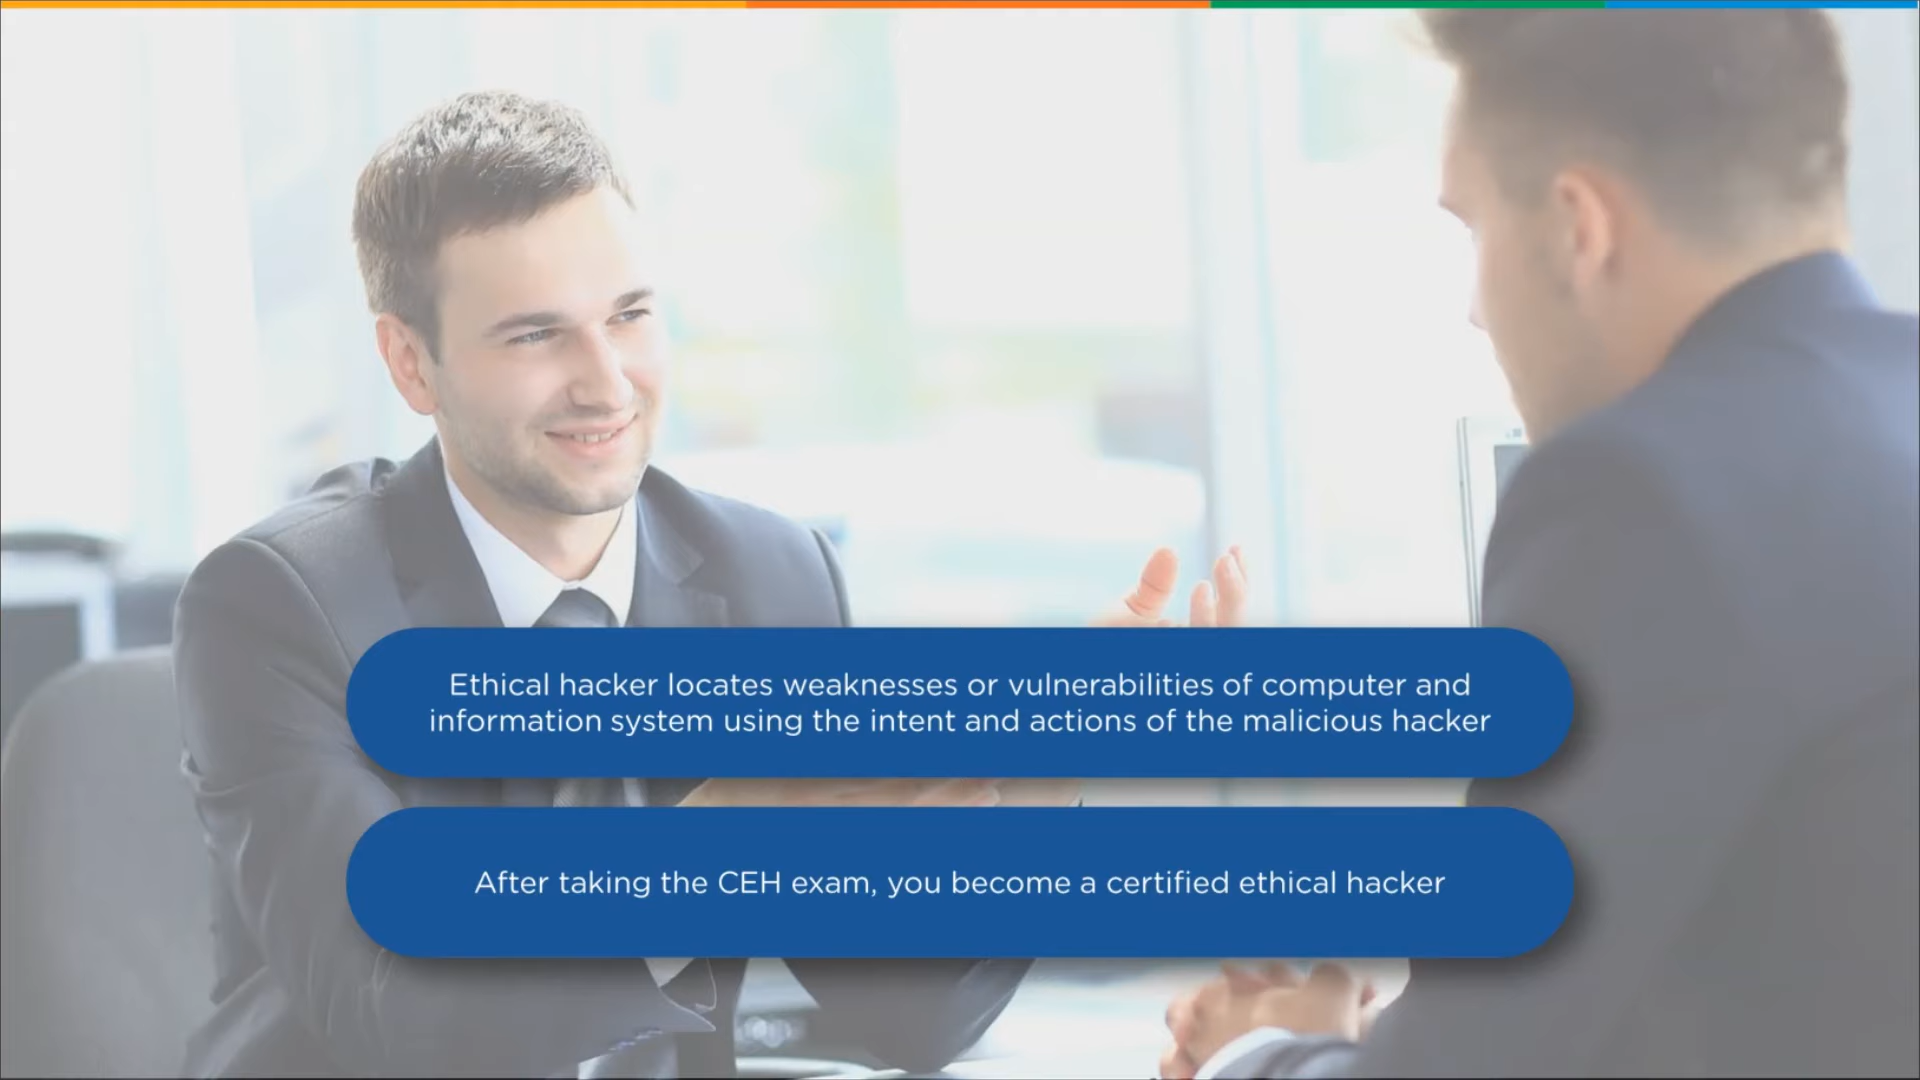 Ethical hacker locates weaknesses or vulnerabilities of computer and
information system using the intent and actions of the malicious hacker
After taking the CEH exam, you become a certified ethical hacker